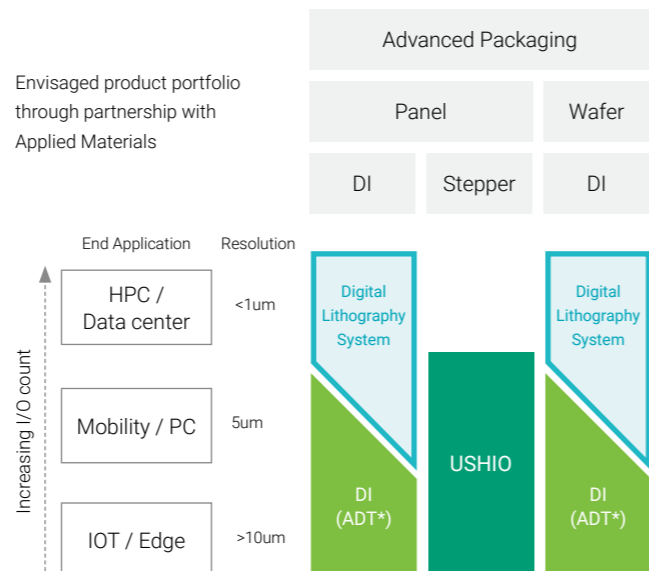 Envisaged product portfolio
through partnership with
Applied Materials
Advanced Packaging
Panel
Wafer
DI
Stepper
DI
End Application
Resolution
Increasing I/O count
HPC /
Data center
<1um
Mobility / PC
5um
IOT / Edge
>10um
Digital
Lithography
System
DI
(ADT*)
USHIO
Digital
Lithography
System
DI
(ADT*)